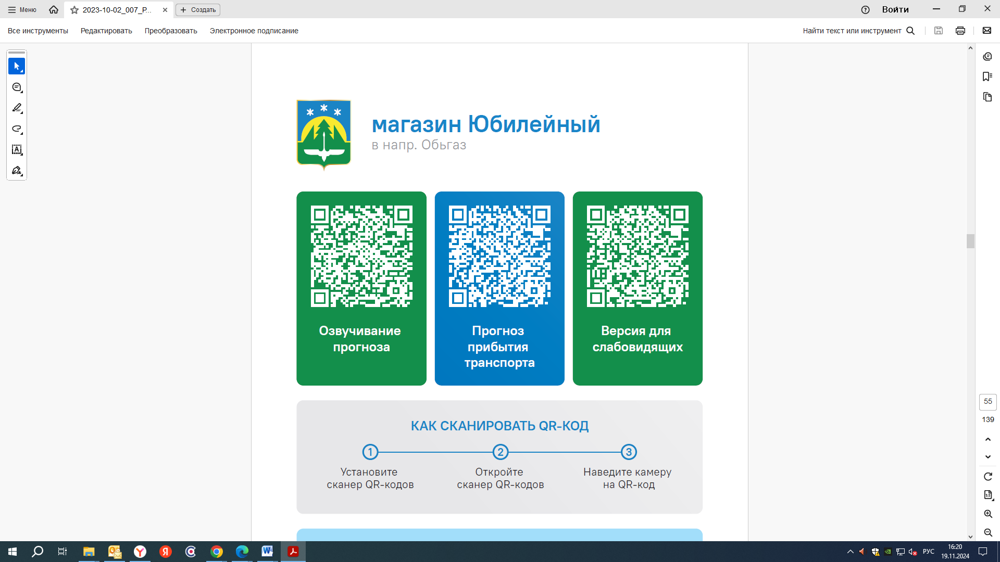 Меню
2023-10-02_007_P...
Создать
Войти
Все инструменты
Редактировать
Преобразовать
Электронное подписание
Найти текст или инструмент
магазин Юбилейный
в напр. Обьгаз
Озвучивание
прогноза
Прогноз
прибытия
транспорта
Версия для
слабовидящих
КАК СКАНИРОВАТЬ QR-КОД
1
2
3
Установите
сканер QR-кодов
Откройте
сканер QR-кодов
Наведите камеру
на QR-код
55
139
1:1
РУС
16:20
19.11.2024